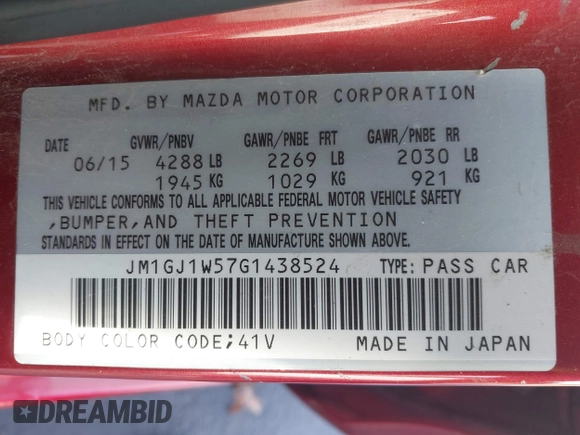 MFD. BY MAZDA MOTOR CORPORATION
DATE GVWR/PNBV GAWR/PNBE FRT GAWR/PNBE RR
06/15 4288 LB 2269 LB 2030 LB
1945 KG 1029 KG 921 KG
THIS VEHICLE CONFORMS TO ALL APPLICABLE FEDERAL MOTOR VEHICLE SAFETY
,BUMPER,AND THEFT PREVENTION
STANDARDS IN EFFECT ON THE DATE OF MANUFACTURE SHOWN ABOVE.
JM1GJ1W57G1438524 TYPE: PASS CAR
BODY COLOR CODE;41V MADE IN JAPAN
DREAMBID